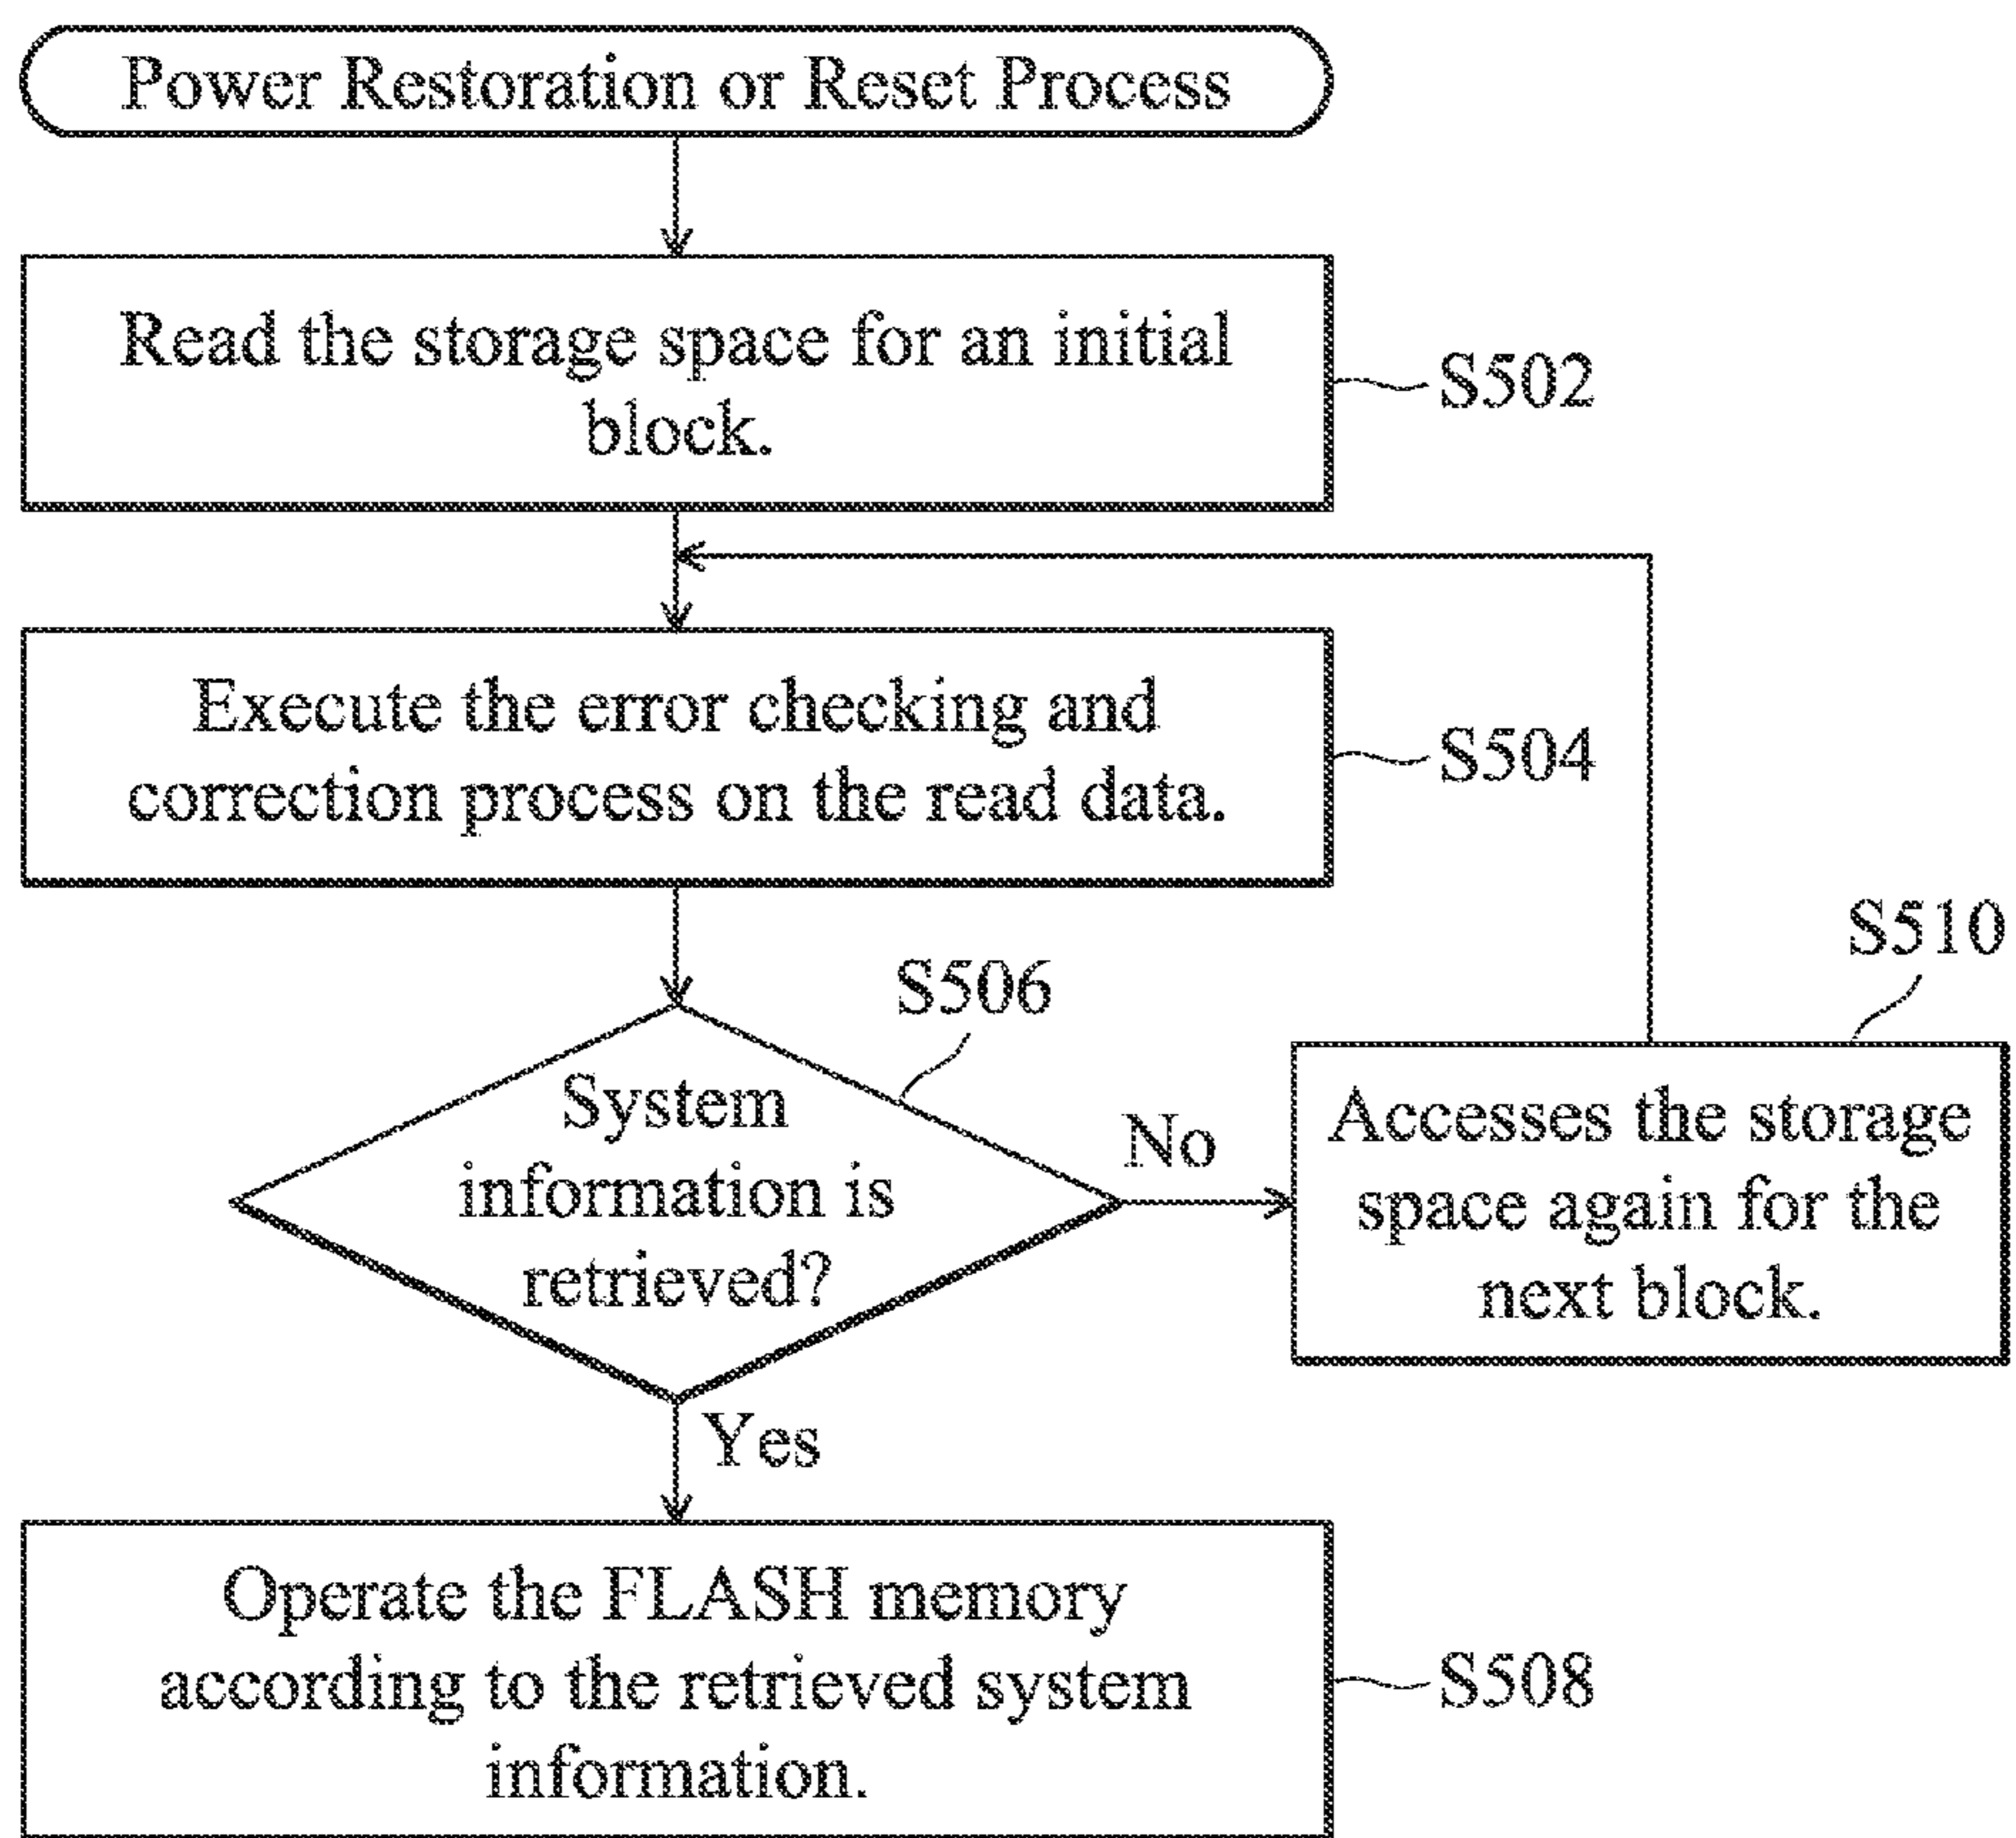 Power Restoration or Reset Process
Read the storage space for an initial
block.
S502
Execute the error checking and
correction process on the read data.
S504
S506
System
information is
retrieved?
No
S510
Accesses the storage
space again for the
next block.
Yes
Operate the FLASH memory
according to the retrieved system
information.
S508